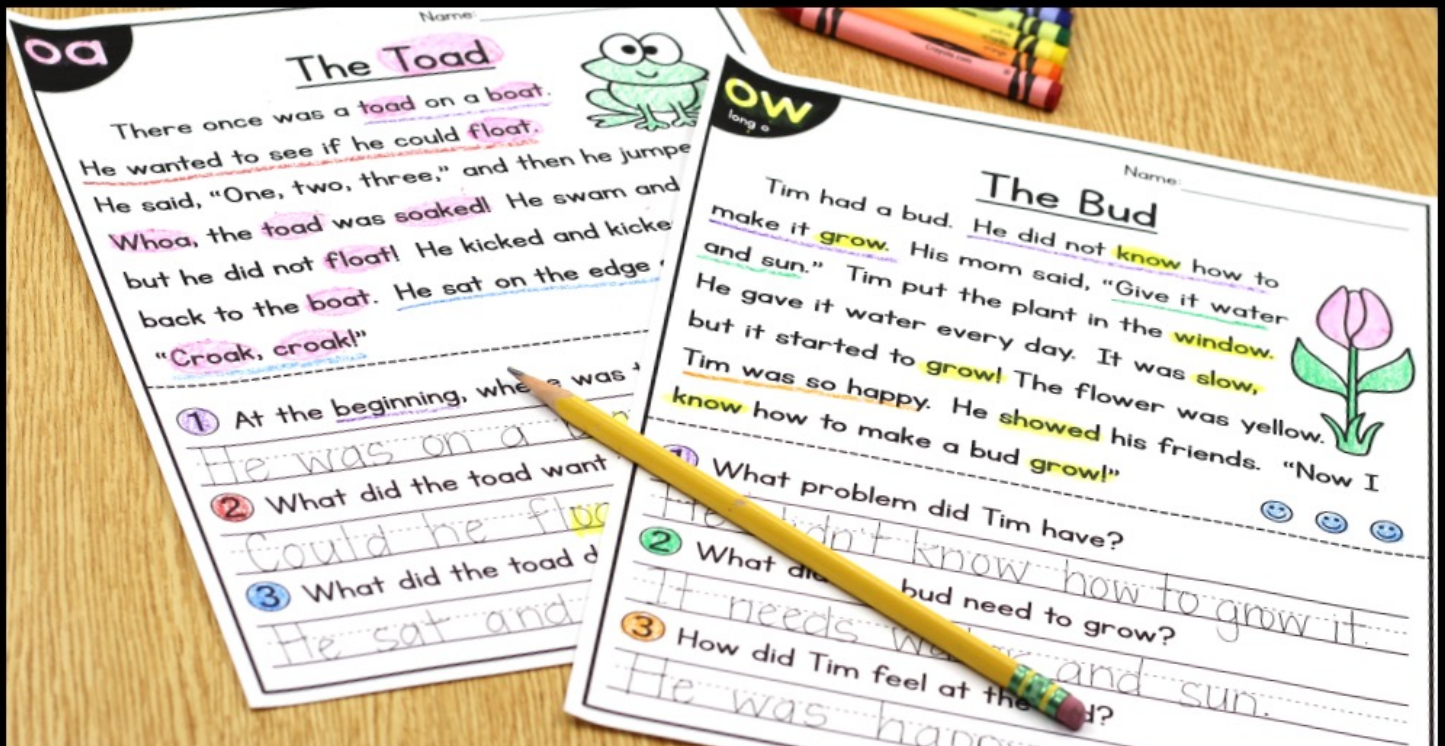 oa
Name:
The Toad
There once was a toad on a boat.
He wanted to see if he could float.
He said, "One, two, three," and then he jumpe
Whoa, the toad was soaked! He swam and
but he did not float! He kicked and kicke
back to the boat. He sat on the edge
"Croak, croak!"
1 At the beginning, where was
He was on a
2 What did the toad want
Could he
3 What did the toad d
He sat and
ow
long o
Name:
The Bud
Tim had a bud. He did not know how to
make it grow. His mom said, "Give it water
and sun." Tim put the plant in the window.
He gave it water every day. It was slow,
but it started to grow! The flower was yellow.
Tim was so happy. He showed his friends. "Now I
know how to make a bud grow!"
1 What problem did Tim have?
He didn't know how to grow it.
2 What did bud need to grow?
It needs water and sun.
3 How did Tim feel at the end?
He was happ
Crayola.com